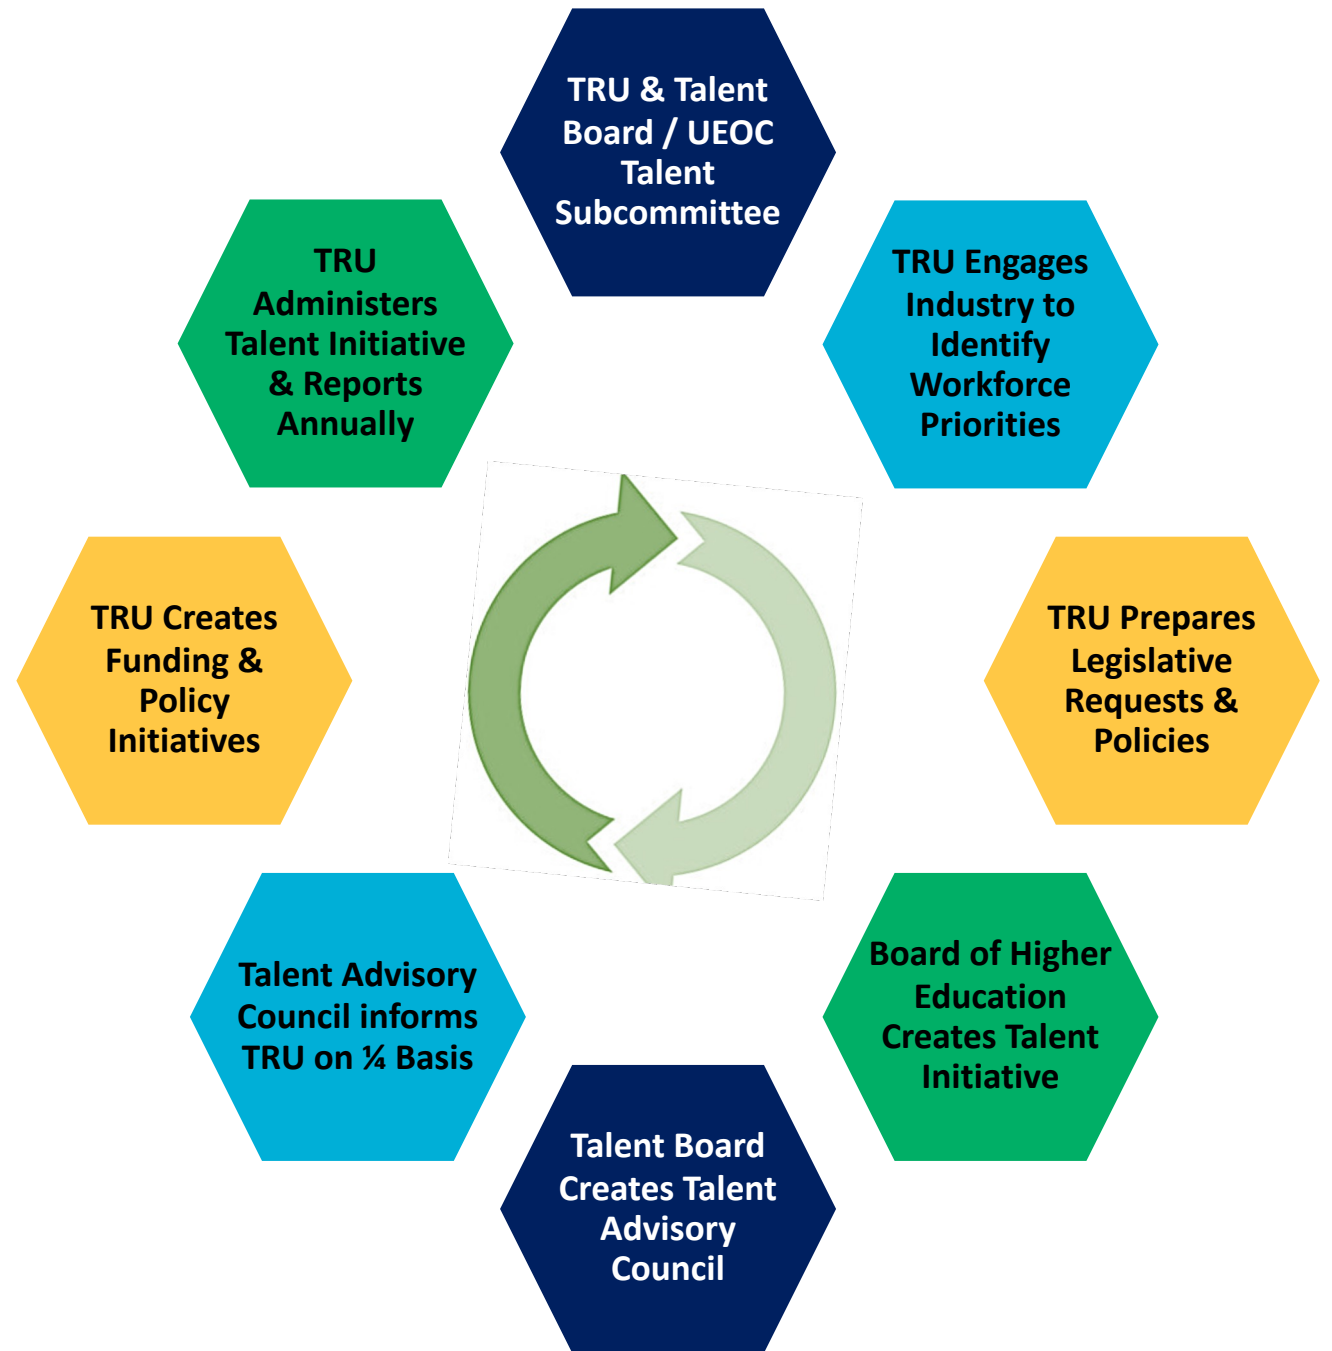 TRU & Talent
Board / UEOC
Talent
Subcommittee
TRU Engages
Industry to
Identify
Workforce
Priorities
TRU Prepares
Legislative
Requests &
Policies
Board of Higher
Education
Creates Talent
Initiative
Talent Board
Creates Talent
Advisory
Council
Talent Advisory
Council informs
TRU on ¼ Basis
TRU Creates
Funding &
Policy
Initiatives
TRU
Administers
Talent Initiative
& Reports
Annually